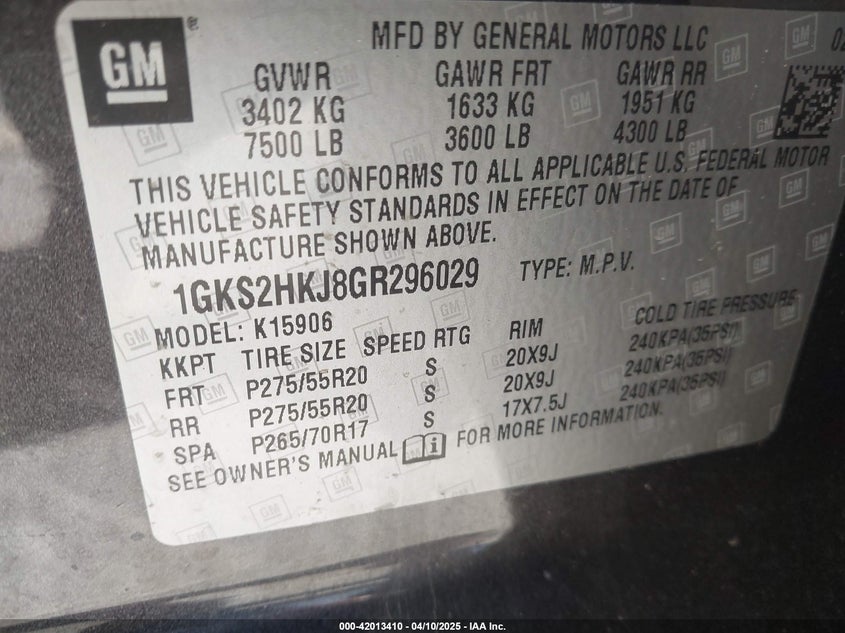 GM
®
MFD BY GENERAL MOTORS LLC 02
GVWR GAWR FRT GAWR RR
3402 KG 1633 KG 1951 KG
7500 LB 3600 LB 4300 LB
THIS VEHICLE CONFORMS TO ALL APPLICABLE U.S. FEDERAL MOTOR
VEHICLE SAFETY STANDARDS IN EFFECT ON THE DATE OF
MANUFACTURE SHOWN ABOVE.
1GKS2HKJ8GR296029 TYPE: M.P.V.
MODEL: K15906
KKPT TIRE SIZE SPEED RTG RIM COLD TIRE PRESSURE
FRT P275/55R20 S 20X9J 240KPA(35PSI)
RR P275/55R20 S 20X9J 240KPA(35PSI)
SPA P265/70R17 S 17X7.5J 240KPA(35PSI)
SEE OWNER'S MANUAL FOR MORE INFORMATION.
000-42013410 - 04/10/2025 - IAA Inc.